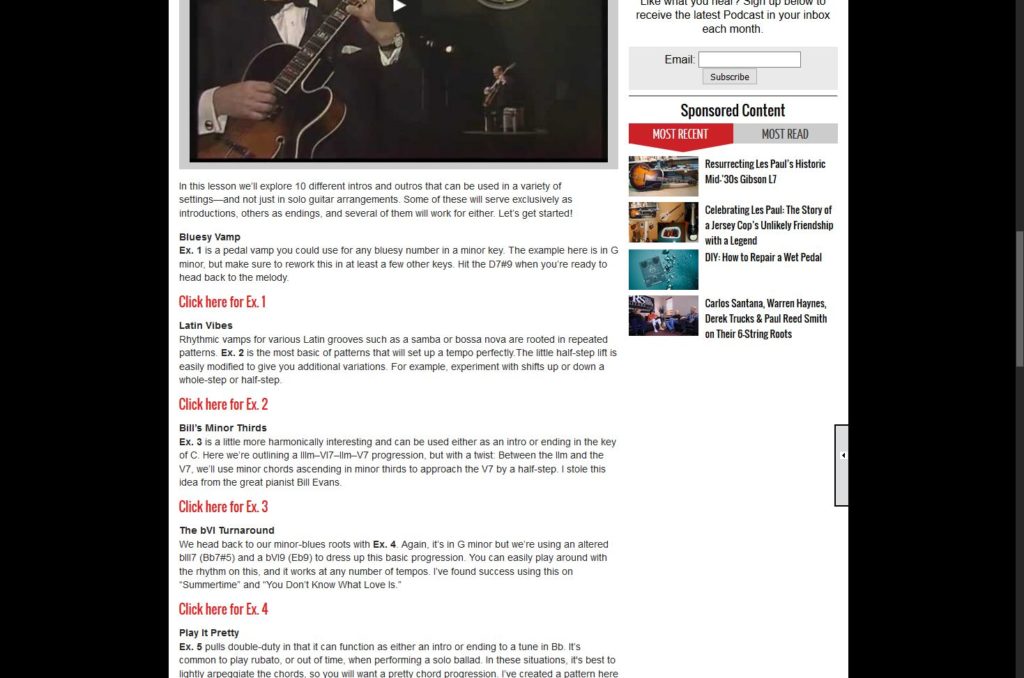 Like what you hear? Sign up below to
receive the latest Podcast in your inbox
each month.
Email:
Subscribe
Sponsored Content
MOST RECENT
MOST READ
Resurrecting Les Paul's Historic
Mid-'30s Gibson L7
Celebrating Les Paul: The Story of
a Jersey Cop's Unlikely Friendship
with a Legend
DIY: How to Repair a Wet Pedal
Carlos Santana, Warren Haynes,
Derek Trucks & Paul Reed Smith
on Their 6-String Roots
In this lesson we'll explore 10 different intros and outros that can be used in a variety of
settings—and not just in solo guitar arrangements. Some of these will serve exclusively as
introductions, others as endings, and several of them will work for either. Let's get started!
Bluesy Vamp
Ex. 1 is a pedal vamp you could use for any bluesy number in a minor key. The example here is in G
minor, but make sure to rework this in at least a few other keys. Hit the D7#9 when you're ready to
head back to the melody.
Click here for Ex. 1
Latin Vibes
Rhythmic vamps for various Latin grooves such as a samba or bossa nova are rooted in repeated
patterns. Ex. 2 is the most basic of patterns that will set up a tempo perfectly.The little half-step lift is
easily modified to give you additional variations. For example, experiment with shifts up or down a
whole-step or half-step.
Click here for Ex. 2
Bill's Minor Thirds
Ex. 3 is a little more harmonically interesting and can be used either as an intro or ending in the key
of C. Here we're outlining a IIIm–VI7–IIm–V7 progression, but with a twist: Between the IIm and the
V7, we'll use minor chords ascending in minor thirds to approach the V7 by a half-step. I stole this
idea from the great pianist Bill Evans.
Click here for Ex. 3
The bVI Turnaround
We head back to our minor-blues roots with Ex. 4. Again, it's in G minor but we're using an altered
bIII7 (Bb7#5) and a bVI9 (Eb9) to dress up this basic progression. You can easily play around with
the rhythm on this, and it works at any number of tempos. I've found success using this on
“Summertime” and “You Don't Know What Love Is.”
Click here for Ex. 4
Play It Pretty
Ex. 5 pulls double-duty in that it can function as either an intro or ending to a tune in Bb. It's
common to play rubato, or out of time, when performing a solo ballad. In these situations, it's best to
lightly arpeggiate the chords, so you will want a pretty chord progression. I've created a pattern here